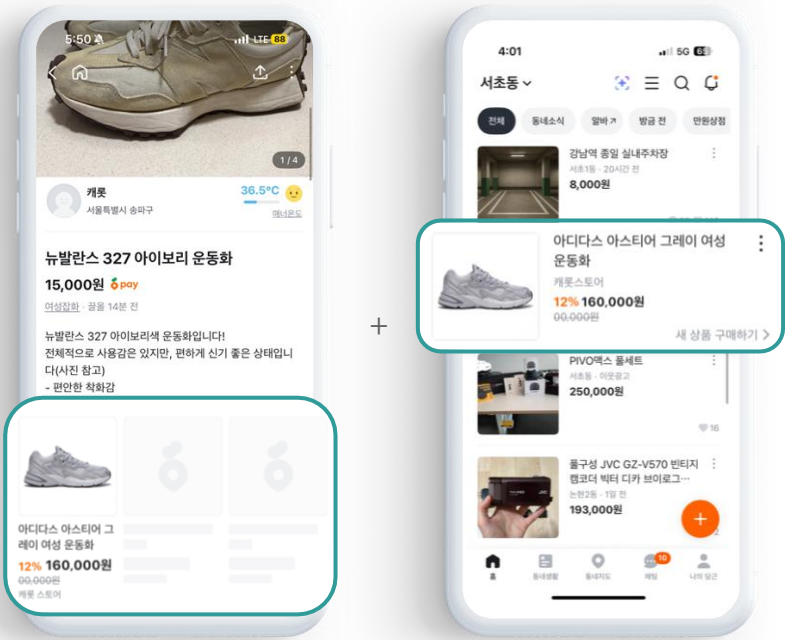 5:50
LTE 88
1 / 4
캐롯
36.5°C
서울특별시 송파구
매너온도
뉴발란스 327 아이보리 운동화
15,000원 pay
여성잡화 · 끌올 14분 전
뉴발란스 327 아이보리색 운동화입니다!
전체적으로 사용감은 있지만, 편하게 신기 좋은 상태입니
다(사진 참고)
- 편안한 착화감
아디다스 아스티어 그
레이 여성 운동화
12% 160,000원
00,000원
캐롯 스토어
+
4:01
5G
서초동
전체
동네소식
알바
방금 전
만원상점
강남역 종일 실내주차장
서초1동 · 20시간 전
8,000원
아디다스 아스티어 그레이 여성
운동화
캐롯스토어
12% 160,000원
00,000원
새 상품 구매하기 >
PIVO맥스 풀세트
서초동 · 이웃광고
250,000원
16
풀구성 JVC GZ-V570 빈티지
캠코더 빅터 디카 브이로그…
논현2동 · 1일 전
193,000원
+
2
10
홈
동네생활
동네지도
채팅
나의 당근